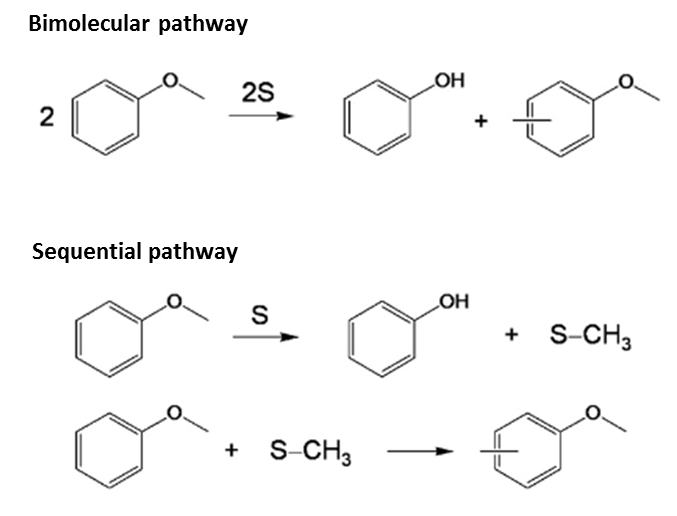 Bimolecular pathway
2 O 2S OH + O
Sequential pathway
O S OH + S–CH3
O + S–CH3 O